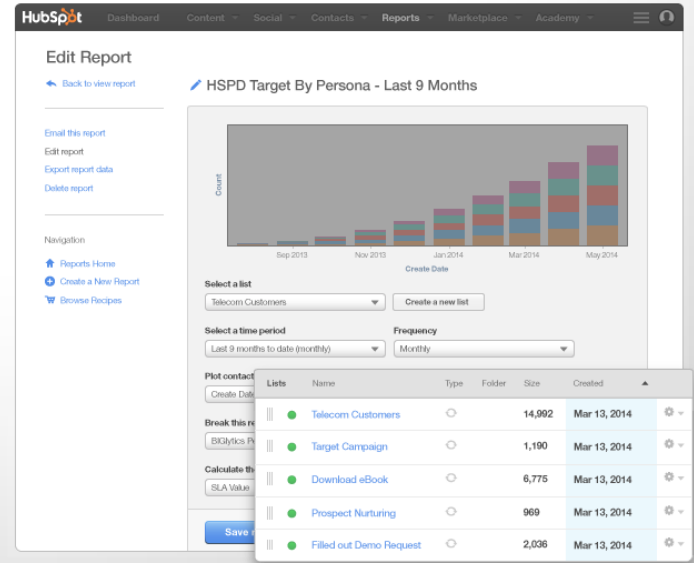 HubSpot Dashboard Content Social Contacts Reports Marketplace Academy
Edit Report
Back to view report
HSPD Target By Persona - Last 9 Months
Email this report
Edit report
Export report data
Delete report
Navigation
Reports Home
Create a New Report
Browse Recipes
Count
Sep 2013 Nov 2013 Jan 2014 Mar 2014 May 2014
Create Date
Select a list
Telecom Customers Create a new list
Select a time period Frequency
Last 9 months to date (monthly) Monthly
Plot contact
Create Date
Break this re
BIGlytics Pe
Calculate the
SLA Value
Save
Lists Name Type Folder Size Created
Telecom Customers 14,992 Mar 13, 2014
Target Campaign 1,190 Mar 13, 2014
Download eBook 6,775 Mar 13, 2014
Prospect Nurturing 969 Mar 13, 2014
Filled out Demo Request 2,036 Mar 13, 2014